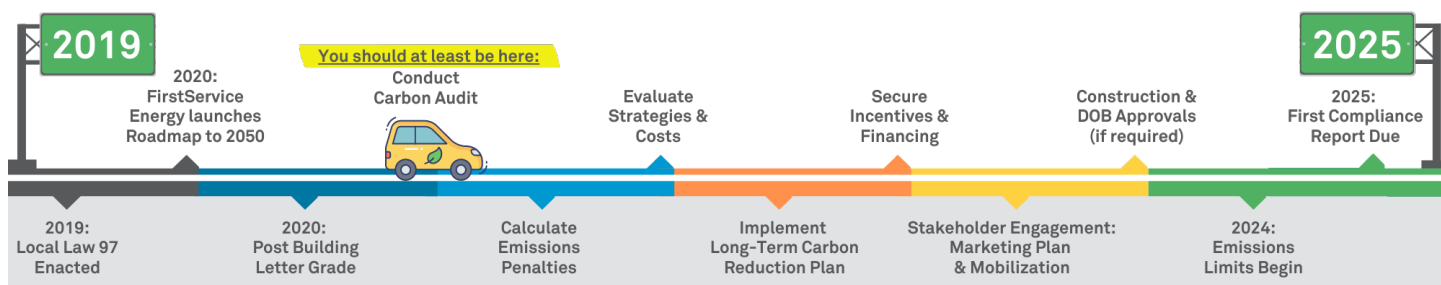 2019
2025
You should at least be here:
Conduct
Carbon Audit
2020:
FirstService
Energy launches
Roadmap to 2050
Evaluate
Strategies &
Costs
Secure
Incentives &
Financing
Construction &
DOB Approvals
(if required)
2025:
First Compliance
Report Due
2019:
Local Law 97
Enacted
2020:
Post Building
Letter Grade
Calculate
Emissions
Penalties
Implement
Long-Term Carbon
Reduction Plan
Stakeholder Engagement:
Marketing Plan
& Mobilization
2024:
Emissions
Limits Begin